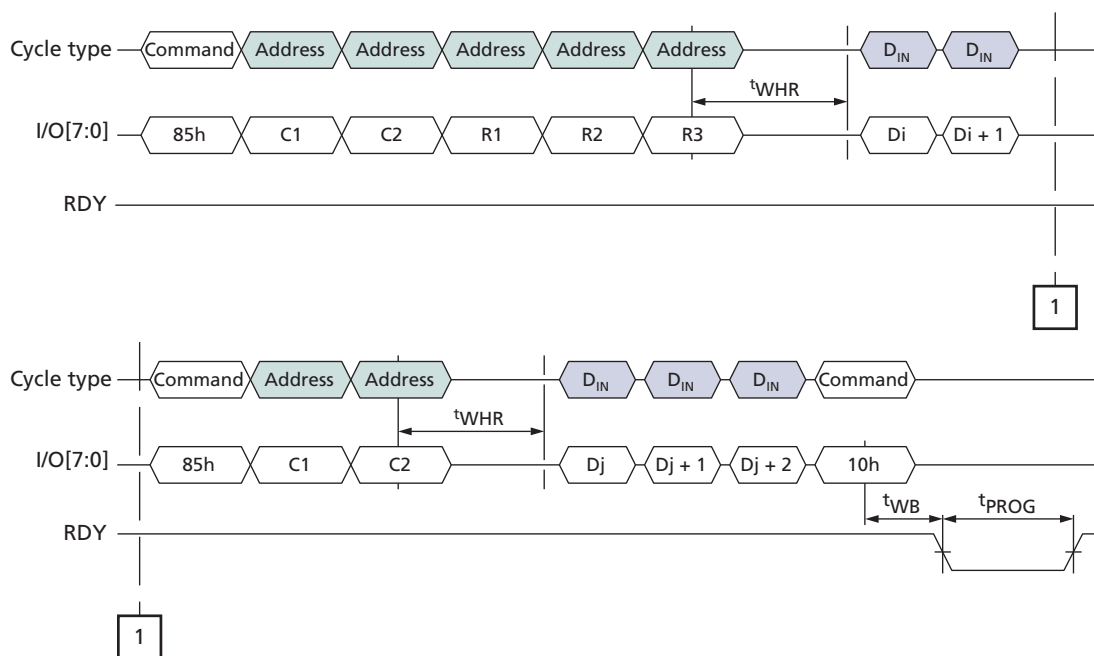 Cycle type Command Address Address Address Address Address DIN DIN
tWHR
I/O[7:0] 85h C1 C2 R1 R2 R3 Di Di + 1
RDY
1
Cycle type Command Address Address DIN DIN DIN Command
tWHR
I/O[7:0] 85h C1 C2 Dj Dj + 1 Dj + 2 10h
tWB tPROG
RDY
1